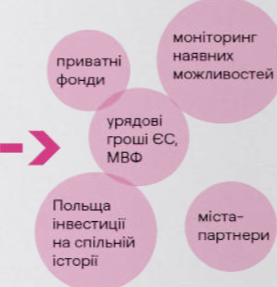 моніторинг
наявних
можливостей
приватні
фонди
урядові
гроші ЄС,
МВФ
Польща
інвестиції
на спільній
історії
міста-
партнери